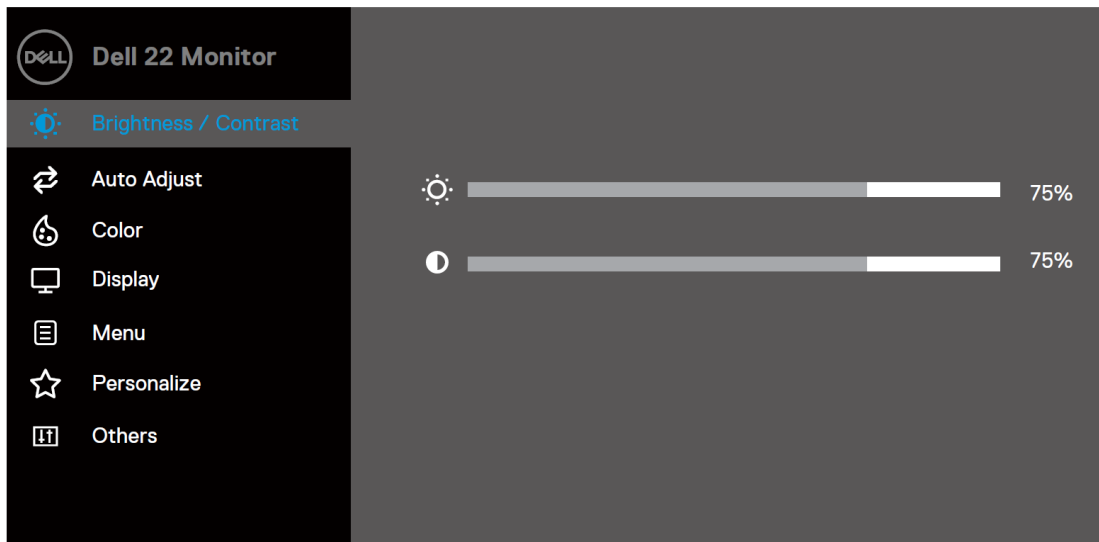 DELL
Dell 22 Monitor
Brightness / Contrast
Auto Adjust
75%
Color
Display
75%
Menu
Personalize
Others